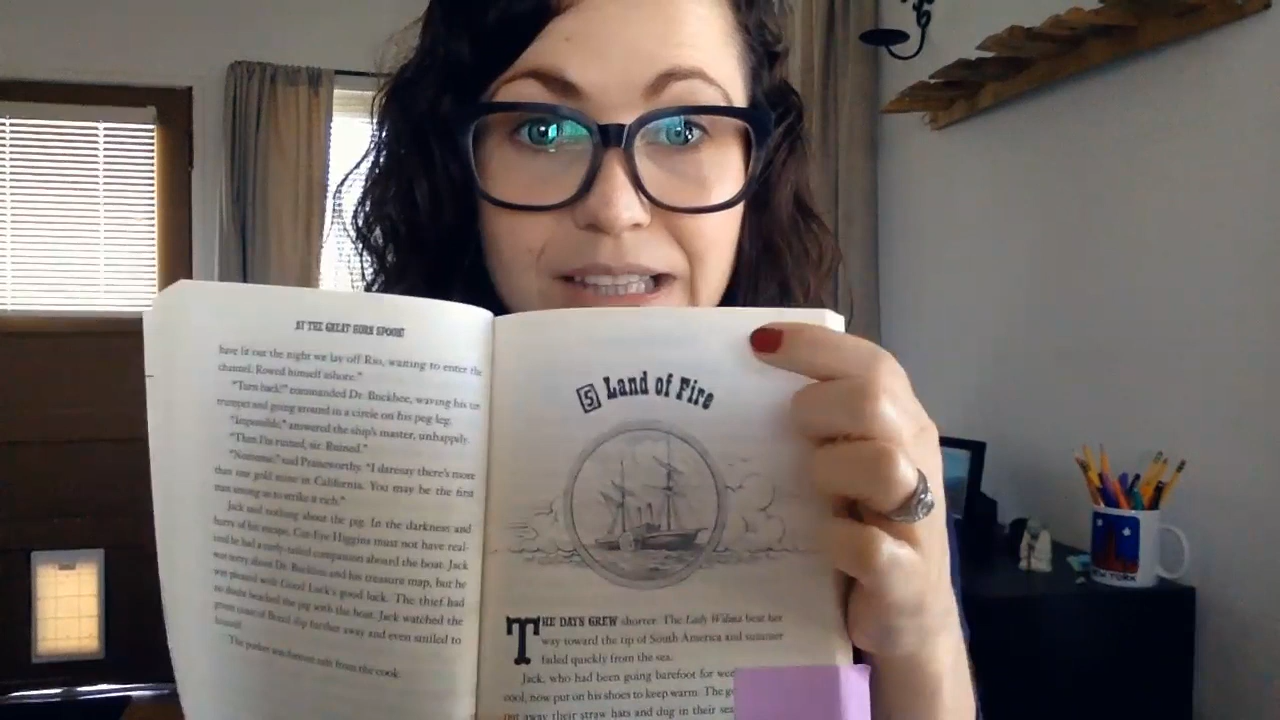 BY THE GREAT HORN SPOON!
have lit out the night we lay off Rio, waiting to enter the
channel. Rowed himself ashore."
"Turn back!" commanded Dr. Buckbee, waving his ear
trumpet and going around in a circle on his peg leg.
"Impossible," answered the ship's master, unhappily.
"Then I'm ruined, sir. Ruined."
"Nonsense," said Praiseworthy. "I daresay there's more
than one gold mine in California. You may be the first
man among us to strike it rich."
Jack said nothing about the pig. In the darkness and
hurry of his escape, Cut-Eye Higgins must not have real-
ized he had a curly-tailed companion aboard the boat. Jack
was sorry about Dr. Buckbee and his treasure map, but he
was pleased with Good Luck's good luck. The thief had
no doubt beached the pig with the boat. Jack watched the
green coast of Brazil slip farther away and even smiled to
himself.
The porker was forever safe from the cook.
5 Land of Fire
THE DAYS GREW shorter. The Lady Wilma beat her
way toward the tip of South America and summer
faded quickly from the sea.
Jack, who had been going barefoot for
cool, now put on his shoes to keep warm. The
put away their straw hats and dug in their sea
NEW YORK